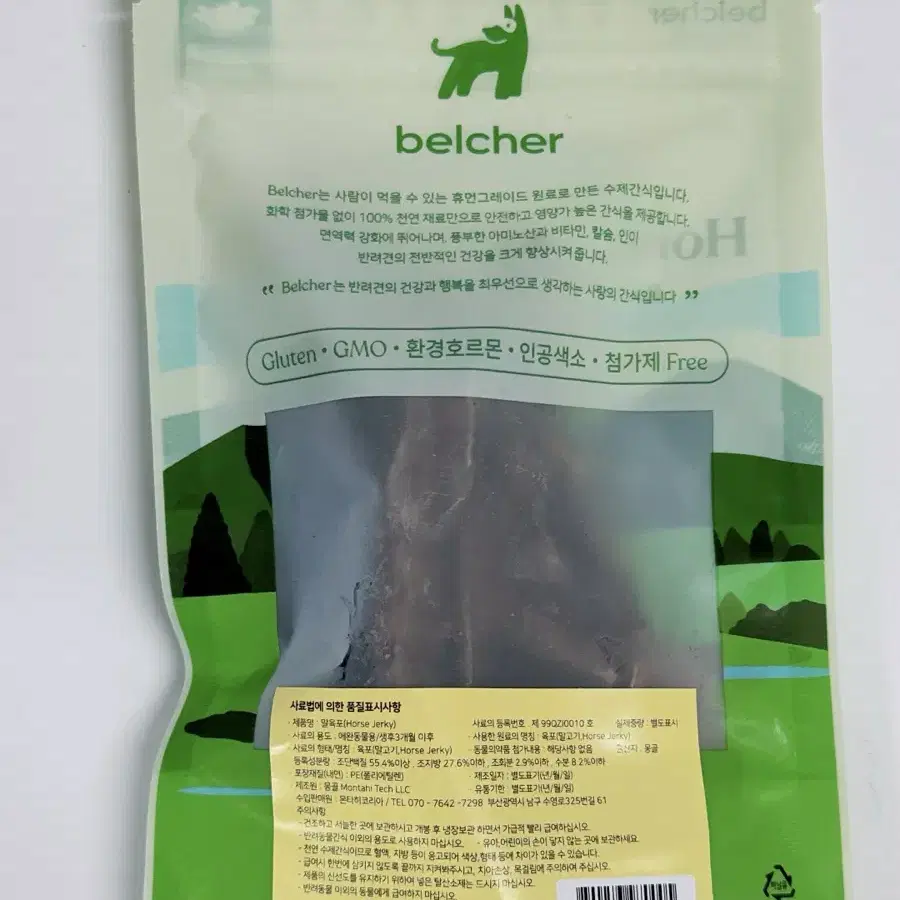 belcher
belcher
Belcher는 사람이 먹을 수 있는 휴먼그레이드 원료로 만든 수제간식입니다.
화학 첨가물 없이 100% 천연 재료만으로 안전하고 영양가 높은 간식을 제공합니다.
면역력 강화에 뛰어나며, 풍부한 아미노산과 비타민, 칼슘, 인이
반려견의 전반적인 건강을 크게 향상시켜 줍니다.
“ Belcher는 반려견의 건강과 행복을 최우선으로 생각하는 사랑의 간식입니다 ”
Gluten • GMO • 환경호르몬 • 인공색소 • 첨가제 Free
사료법에 의한 품질표시사항
· 제품명 : 말육포(Horse Jerky) · 사료의 등록번호 : 제 99QZJ0010 호 · 실제중량 : 별도표시
· 사료의 용도 : 애완동물용/생후3개월 이후 · 사용한 원료의 명칭 : 육포(말고기,Horse Jerky)
· 사료의 형태/명칭 : 육포(말고기,Horse Jerky) · 동물의약품 첨가내용 : 해당사항 없음 · 원산지 : 몽골
등록성분량 : 조단백질 55.4%이상 , 조지방 27.6%이하 , 조회분 2.9%이하 , 수분 8.2%이하
· 포장재질(내면) : PE(폴리에틸렌) · 제조일자 : 별도표기(년/월/일)
· 제조원 : 몽골 Montahi Tech LLC · 유통기한 : 별도표기(년/월/일)
수입판매원 : 몬타히코리아 / TEL 070 - 7642 -7298 부산광역시 남구 수영로325번길 61
주의사항
- 건조하고 서늘한 곳에 보관하시고 개봉 후 냉장보관 하면서 가급적 빨리 급여하십시오.
- 반려동물간식 이외의 용도로 사용하지 마십시오. - 유아·어린이의 손이 닿지 않는 곳에 보관하세요.
- 천연 수제간식이므로 혈액, 지방 등이 응고되어 색상,형태 등에 차이가 있을 수 있습니다.
- 급여시 한번에 삼키지 않도록 끝까지 지켜봐주시고, 치아손상, 목걸림에 주의하여 주십시오.
- 제품의 신선도를 유지하기 위하여 넣은 탈산소제는 드시지 마십시오.
- 반려동물 이외의 동물에게 급여하지 마십시오.